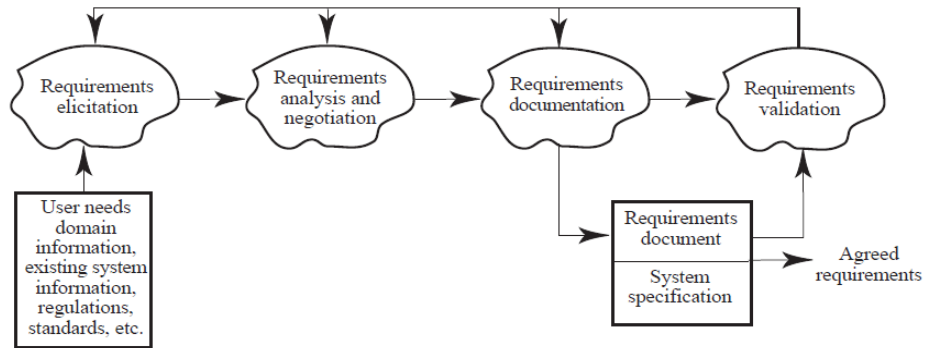 Requirements
elicitation
Requirements
analysis and
negotiation
Requirements
documentation
Requirements
validation
User needs
domain
information,
existing system
information,
regulations,
standards, etc.
Requirements
document
System
specification
Agreed
requirements